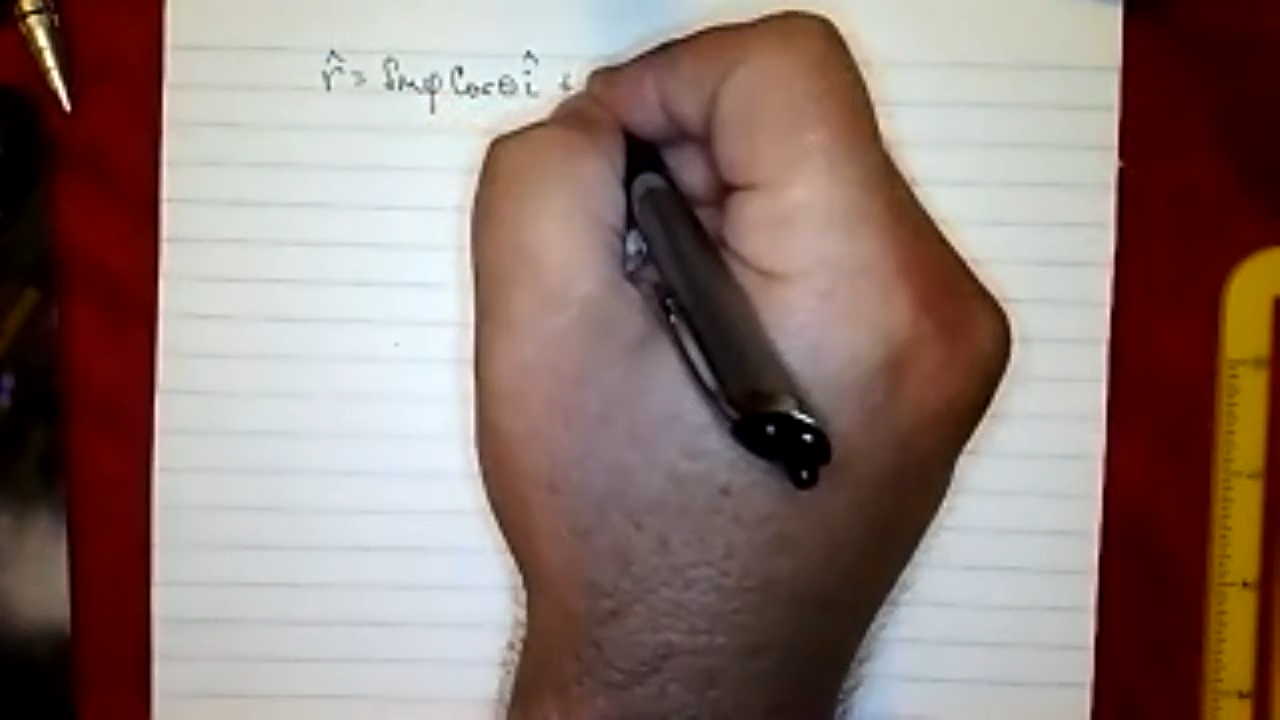 r̂ = Sinφ Cosθ î +